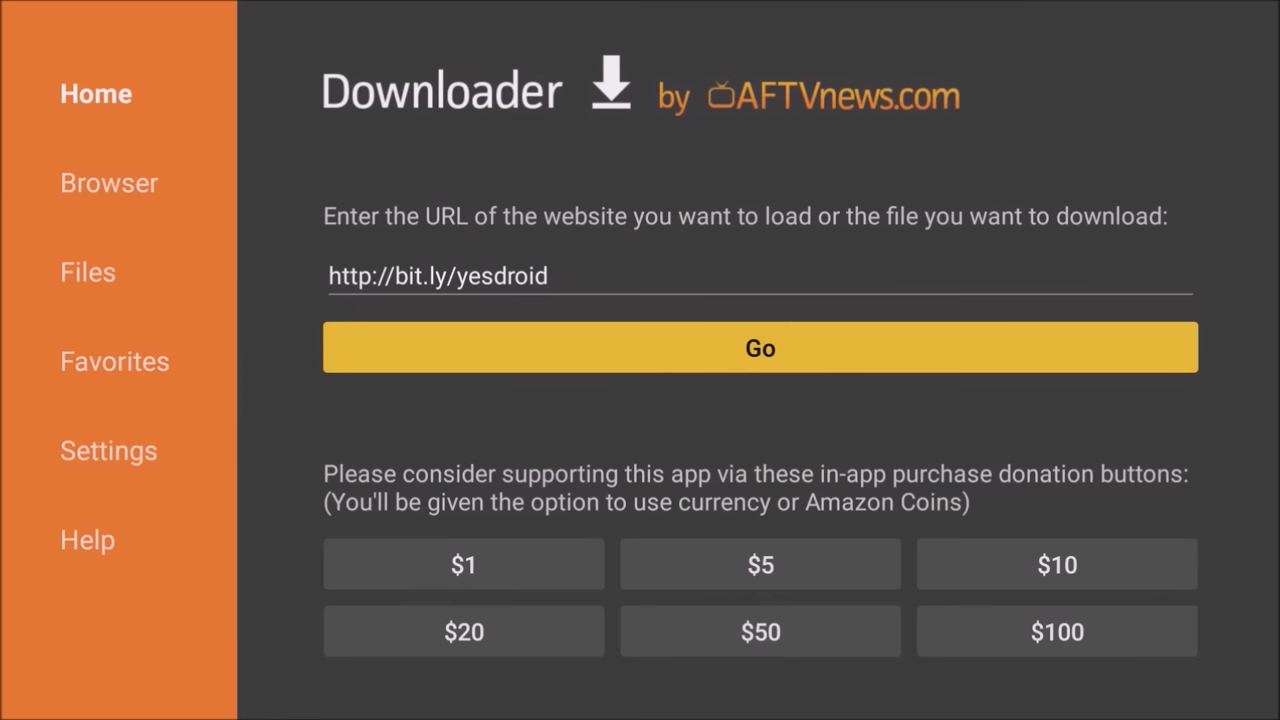 Home
Browser
Files
Favorites
Settings
Help
Downloader by AFTVnews.com
Enter the URL of the website you want to load or the file you want to download:
http://bit.ly/yesdroid
Go
Please consider supporting this app via these in-app purchase donation buttons:
(You'll be given the option to use currency or Amazon Coins)
$1 $5 $10
$20 $50 $100